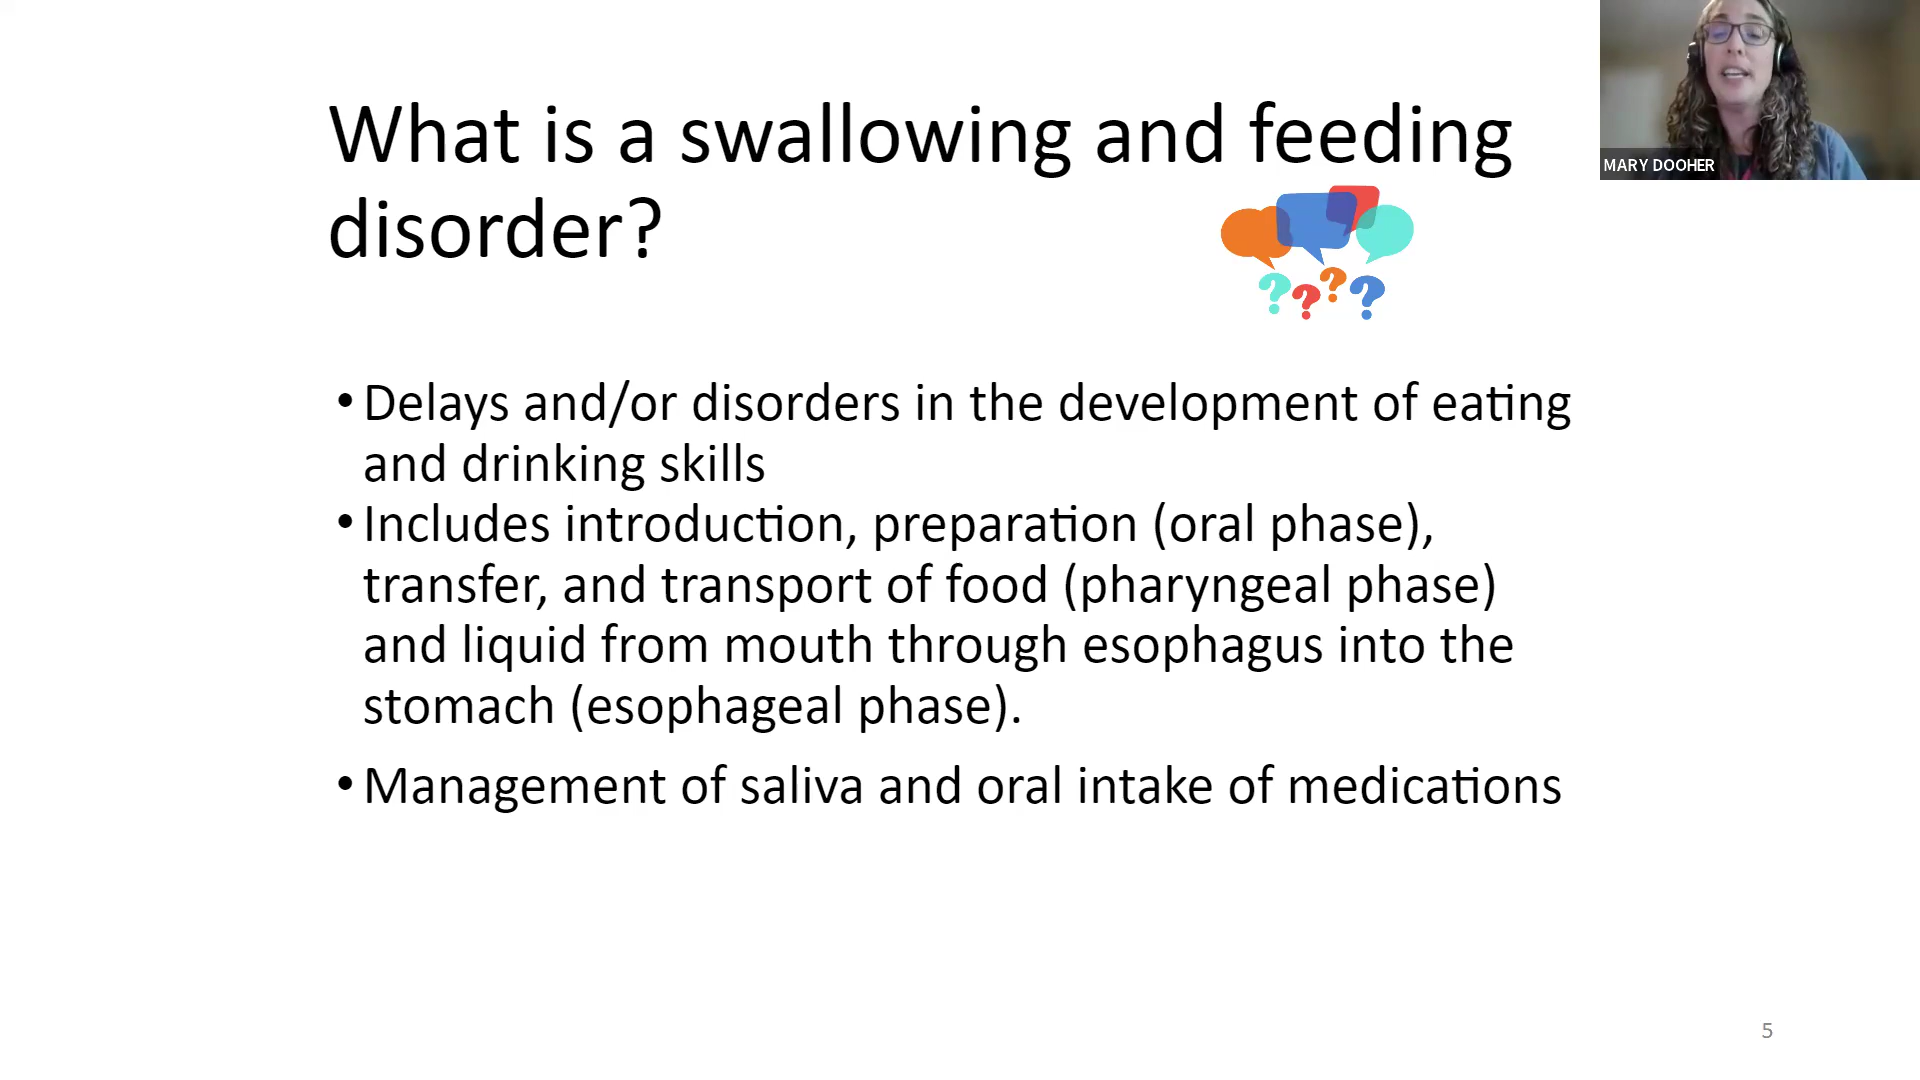 What is a swallowing and feeding
disorder?
MARY DOOHER
? ? ? ?
• Delays and/or disorders in the development of eating
and drinking skills
• Includes introduction, preparation (oral phase),
transfer, and transport of food (pharyngeal phase)
and liquid from mouth through esophagus into the
stomach (esophageal phase).
• Management of saliva and oral intake of medications
5